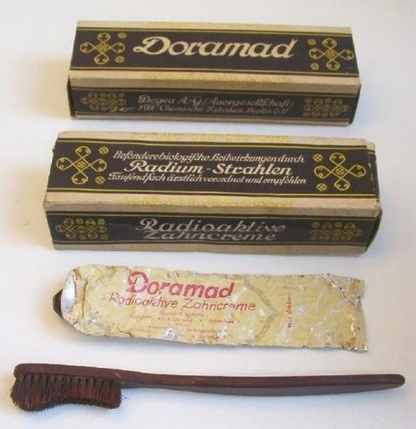 Doramad
Degea A.G. (Auergesellschaft)
Chemische Fabriken Berlin O.17
Besondere biologische Heilwirkungen durch
Radium-Strahlen
Tausendfach ärztlich verordnet und empfohlen
Radioaktive
Zahncreme
Doramad
Radioaktive Zahncreme